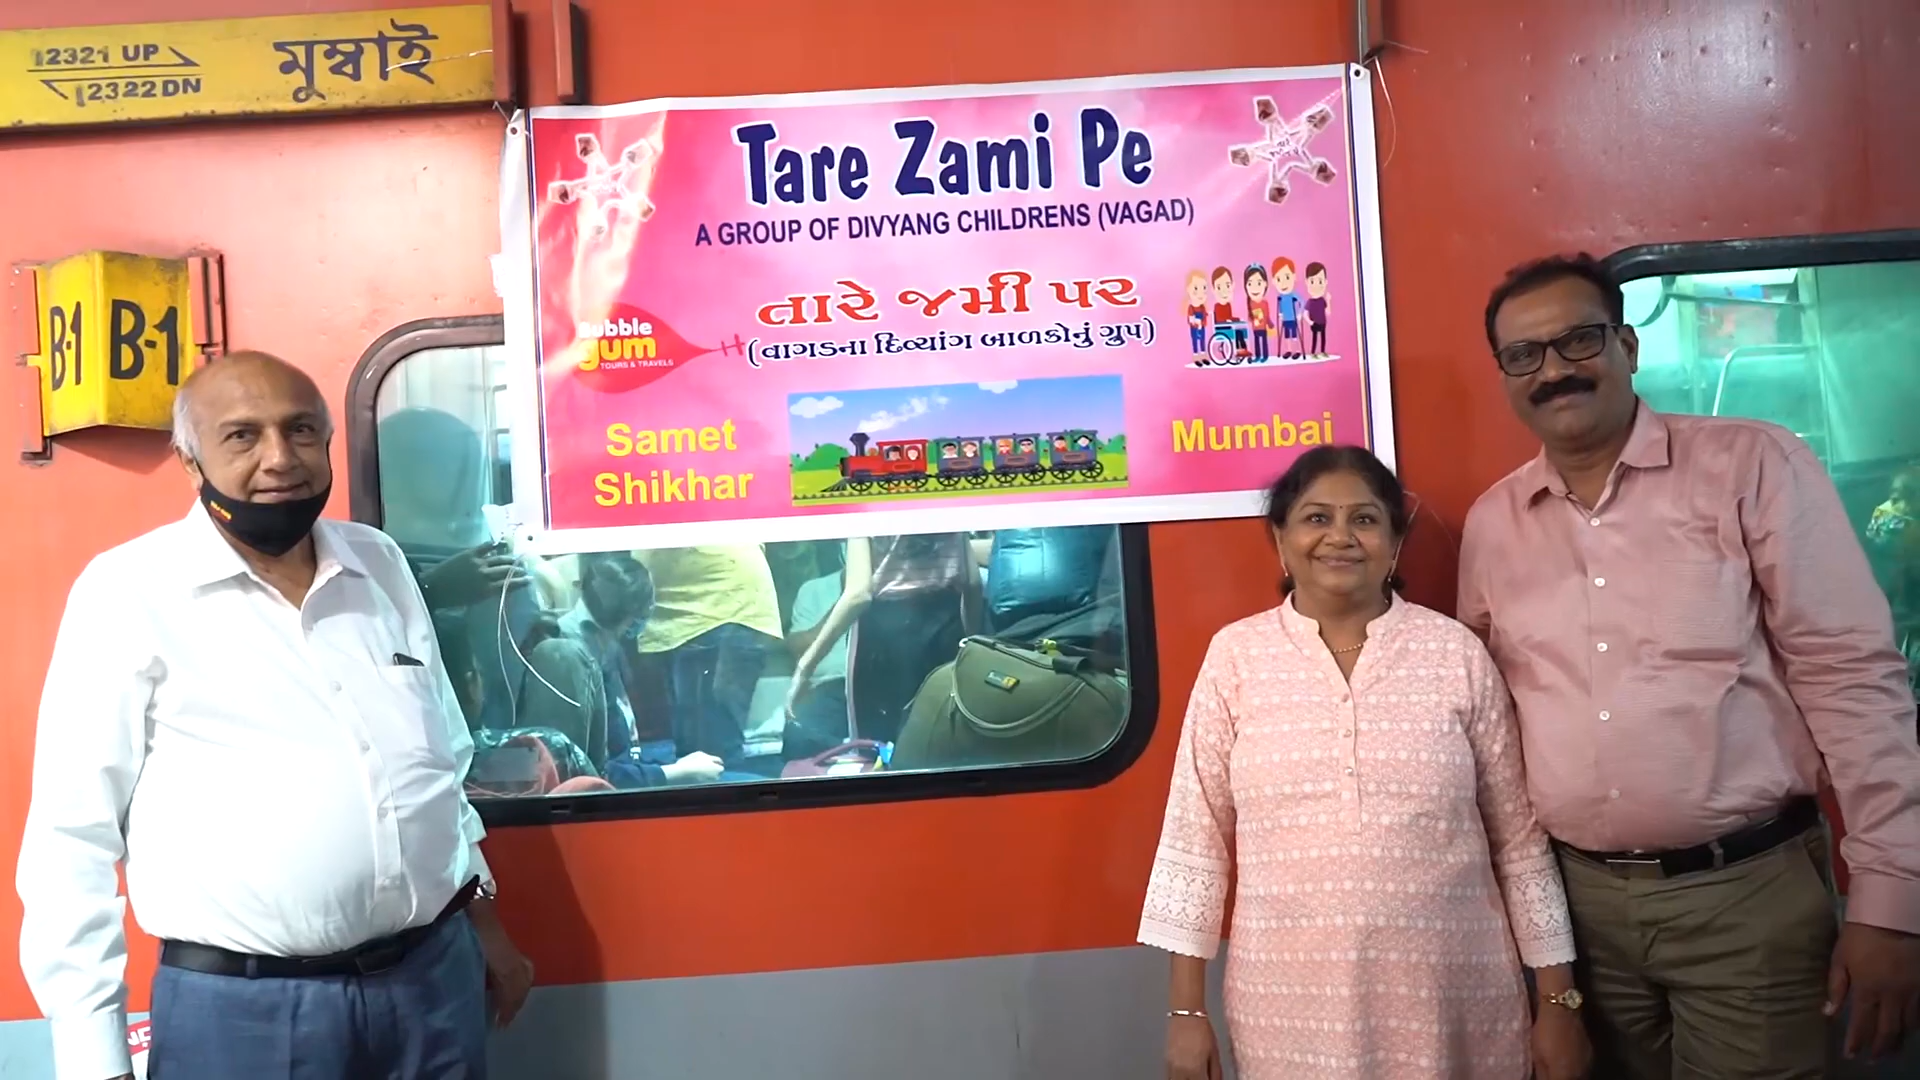 12321 UP
12322 DN
মুম্বাই
B-1 B-1
Tare Zami Pe
A GROUP OF DIVYANG CHILDRENS (VAGAD)
તારે જમી પર
(વાગડના દિવ્યાંગ બાળકોનું ગ્રુપ)
Bubble
gum
TOURS & TRAVELS
Samet
Shikhar
Mumbai